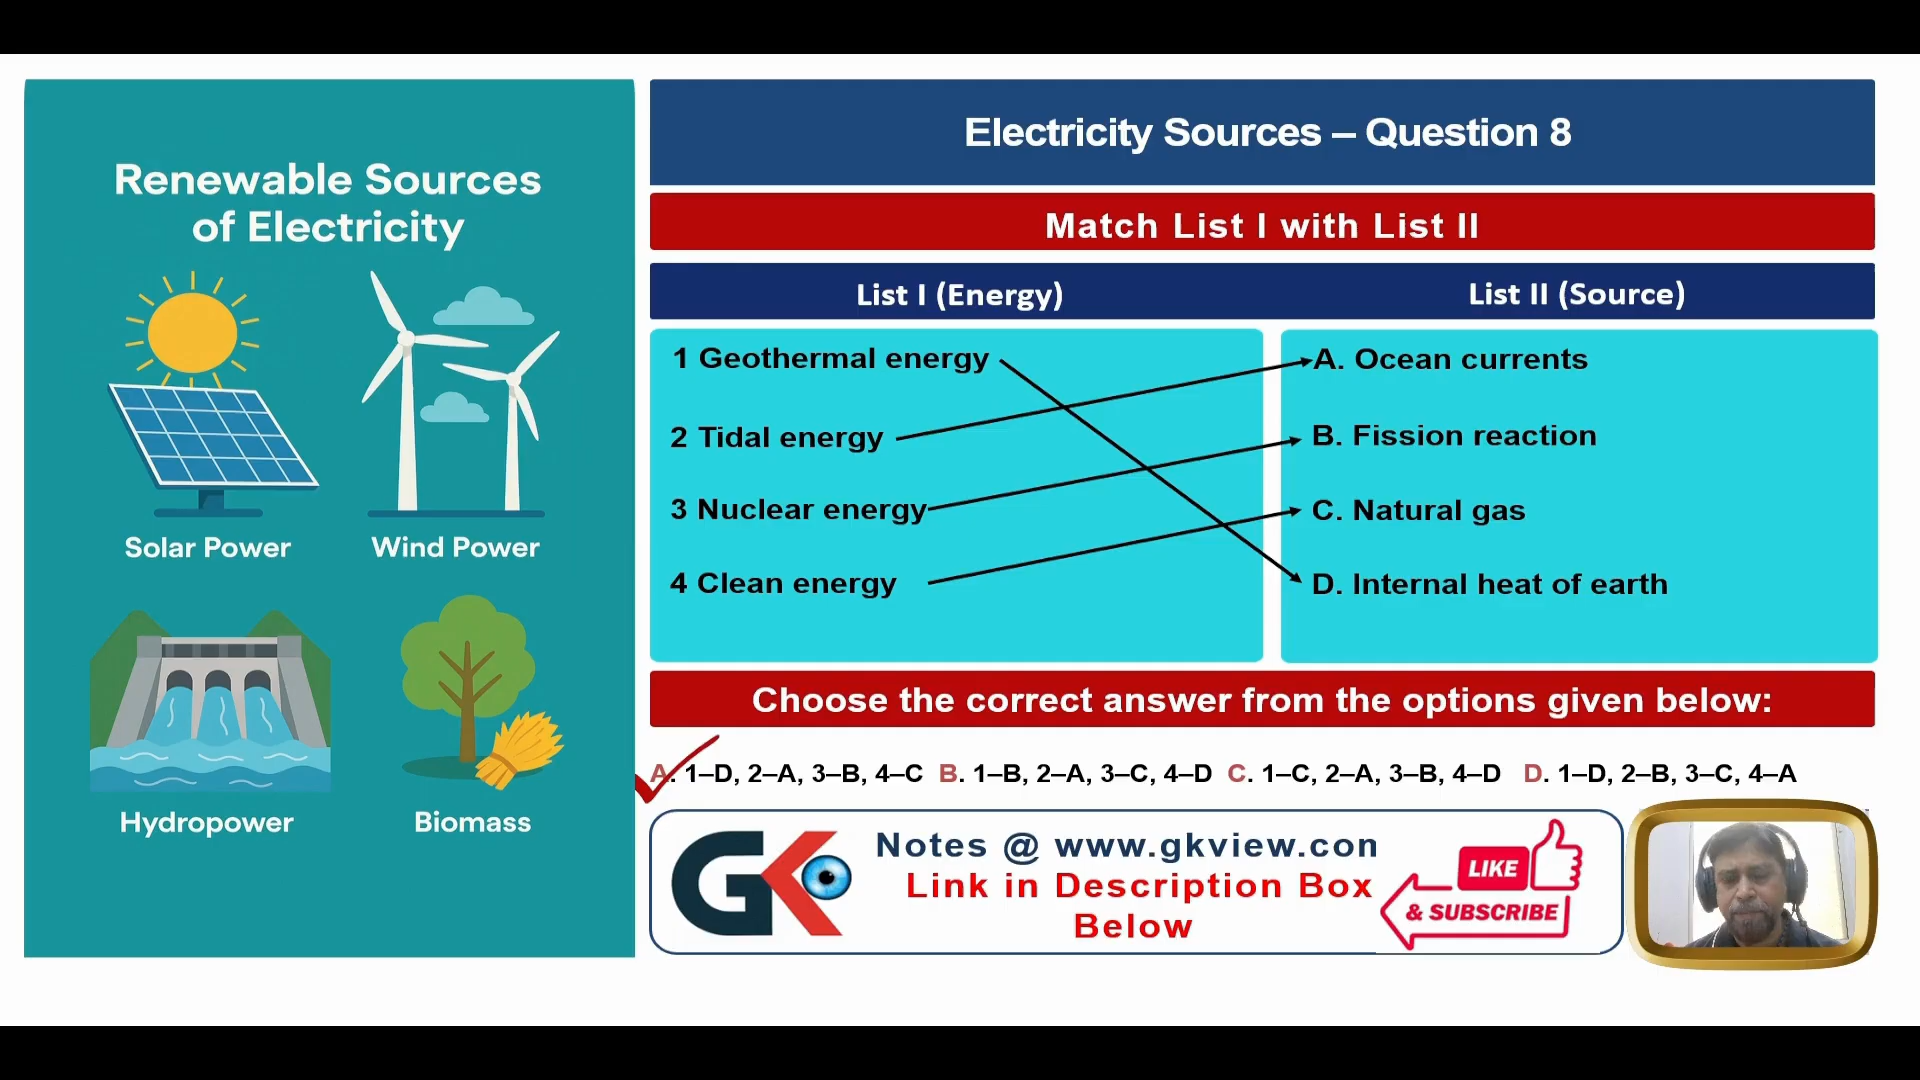 Renewable Sources
of Electricity
Solar Power
Wind Power
Hydropower
Biomass
Electricity Sources – Question 8
Match List I with List II
List I (Energy)
List II (Source)
1 Geothermal energy
A. Ocean currents
2 Tidal energy
B. Fission reaction
3 Nuclear energy
C. Natural gas
4 Clean energy
D. Internal heat of earth
Choose the correct answer from the options given below:
A. 1–D, 2–A, 3–B, 4–C B. 1–B, 2–A, 3–C, 4–D C. 1–C, 2–A, 3–B, 4–D D. 1–D, 2–B, 3–C, 4–A
GK
Notes @ www.gkview.con
Link in Description Box
Below
LIKE
& SUBSCRIBE